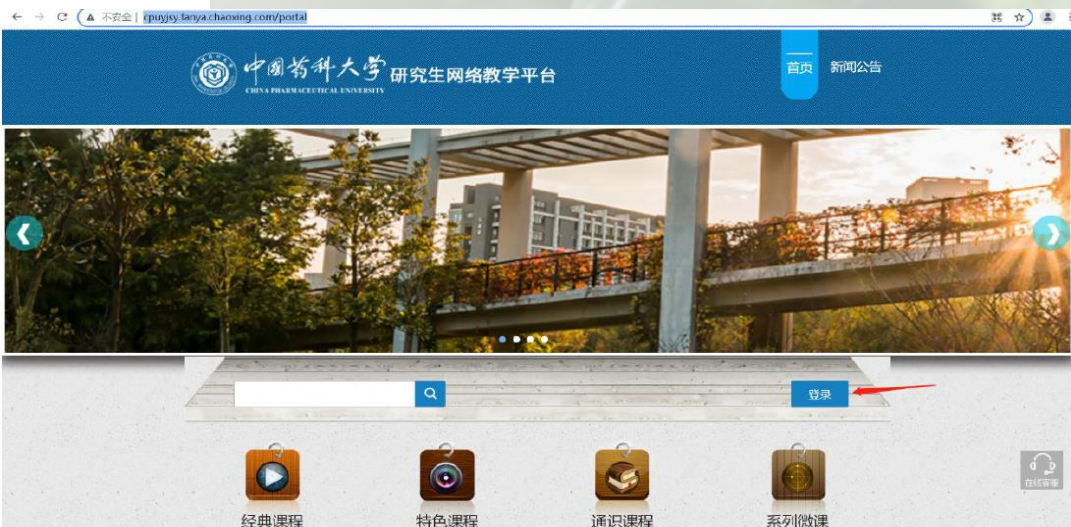 不安全 | cpuyjsy.fanya.chaoxing.com/portal
中国药科大学 研究生网络教学平台
CHINA PHARMACEUTICAL UNIVERSITY
首页 新闻公告
登录
在线客服
经典课程 特色课程 通识课程 系列微课